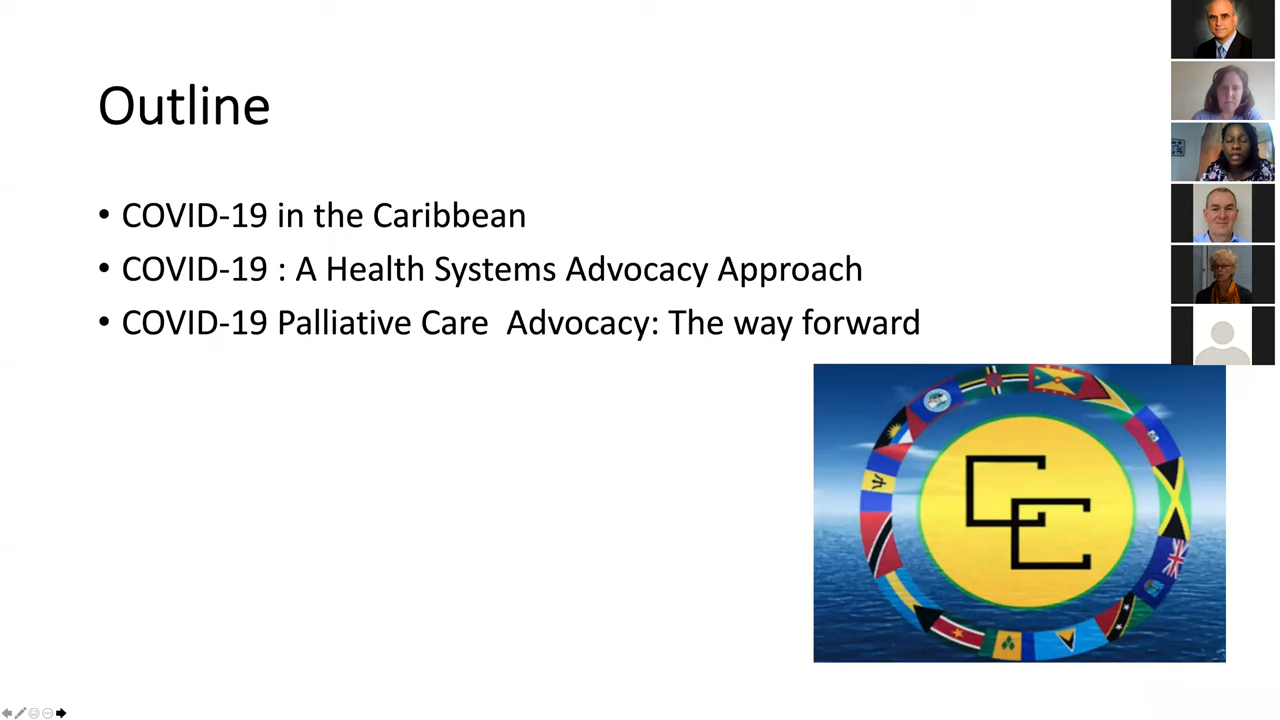 Outline
• COVID-19 in the Caribbean
• COVID-19 : A Health Systems Advocacy Approach
• COVID-19 Palliative Care  Advocacy: The way forward
CC